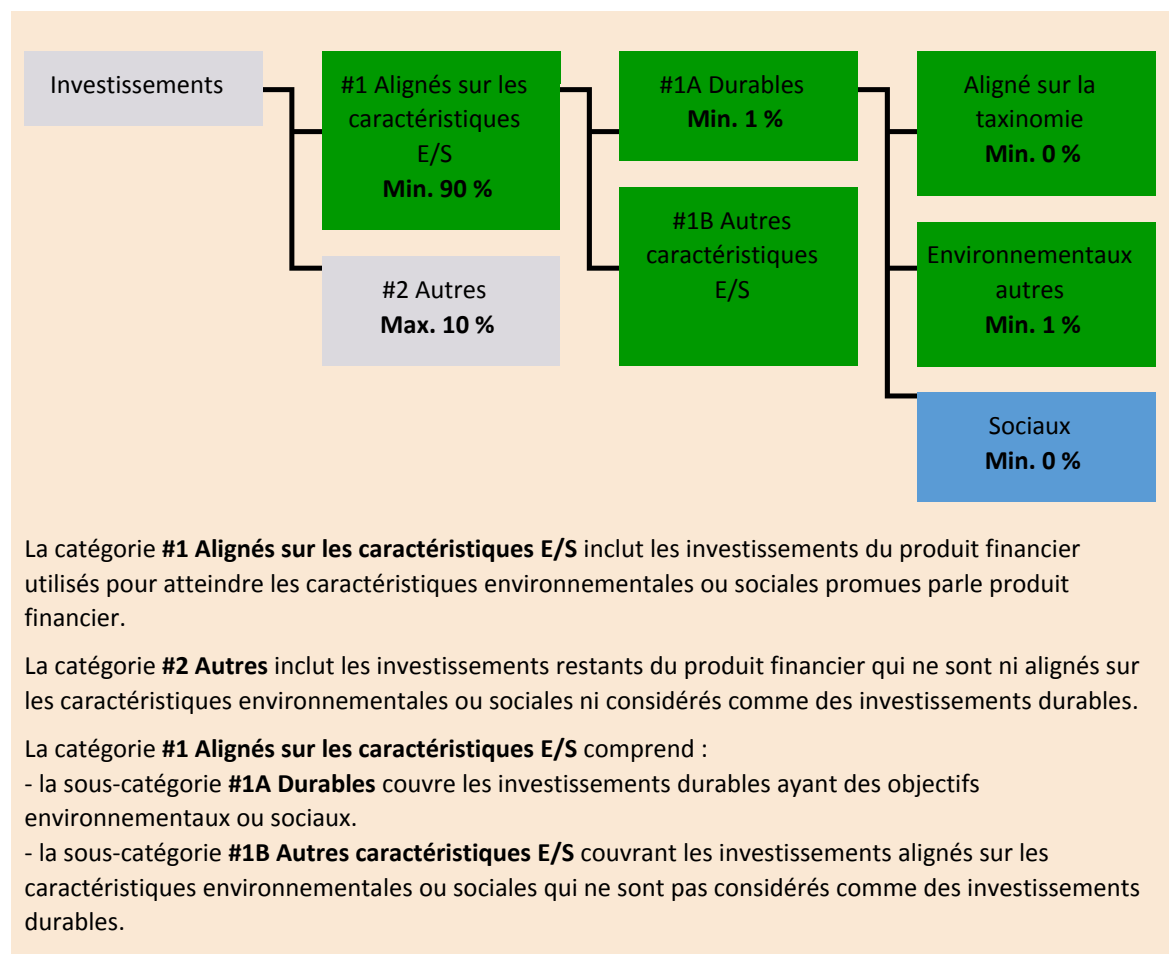 Investissements
#1 Alignés sur les
caractéristiques
E/S
Min. 90 %
#2 Autres
Max. 10 %
#1A Durables
Min. 1 %
#1B Autres
caractéristiques
E/S
Aligné sur la
taxinomie
Min. 0 %
Environnementaux
autres
Min. 1 %
Sociaux
Min. 0 %
La catégorie #1 Alignés sur les caractéristiques E/S inclut les investissements du produit financier
utilisés pour atteindre les caractéristiques environnementales ou sociales promues parle produit
financier.
La catégorie #2 Autres inclut les investissements restants du produit financier qui ne sont ni alignés sur
les caractéristiques environnementales ou sociales ni considérés comme des investissements durables.
La catégorie #1 Alignés sur les caractéristiques E/S comprend :
- la sous-catégorie #1A Durables couvre les investissements durables ayant des objectifs
environnementaux ou sociaux.
- la sous-catégorie #1B Autres caractéristiques E/S couvrant les investissements alignés sur les
caractéristiques environnementales ou sociales qui ne sont pas considérés comme des investissements
durables.